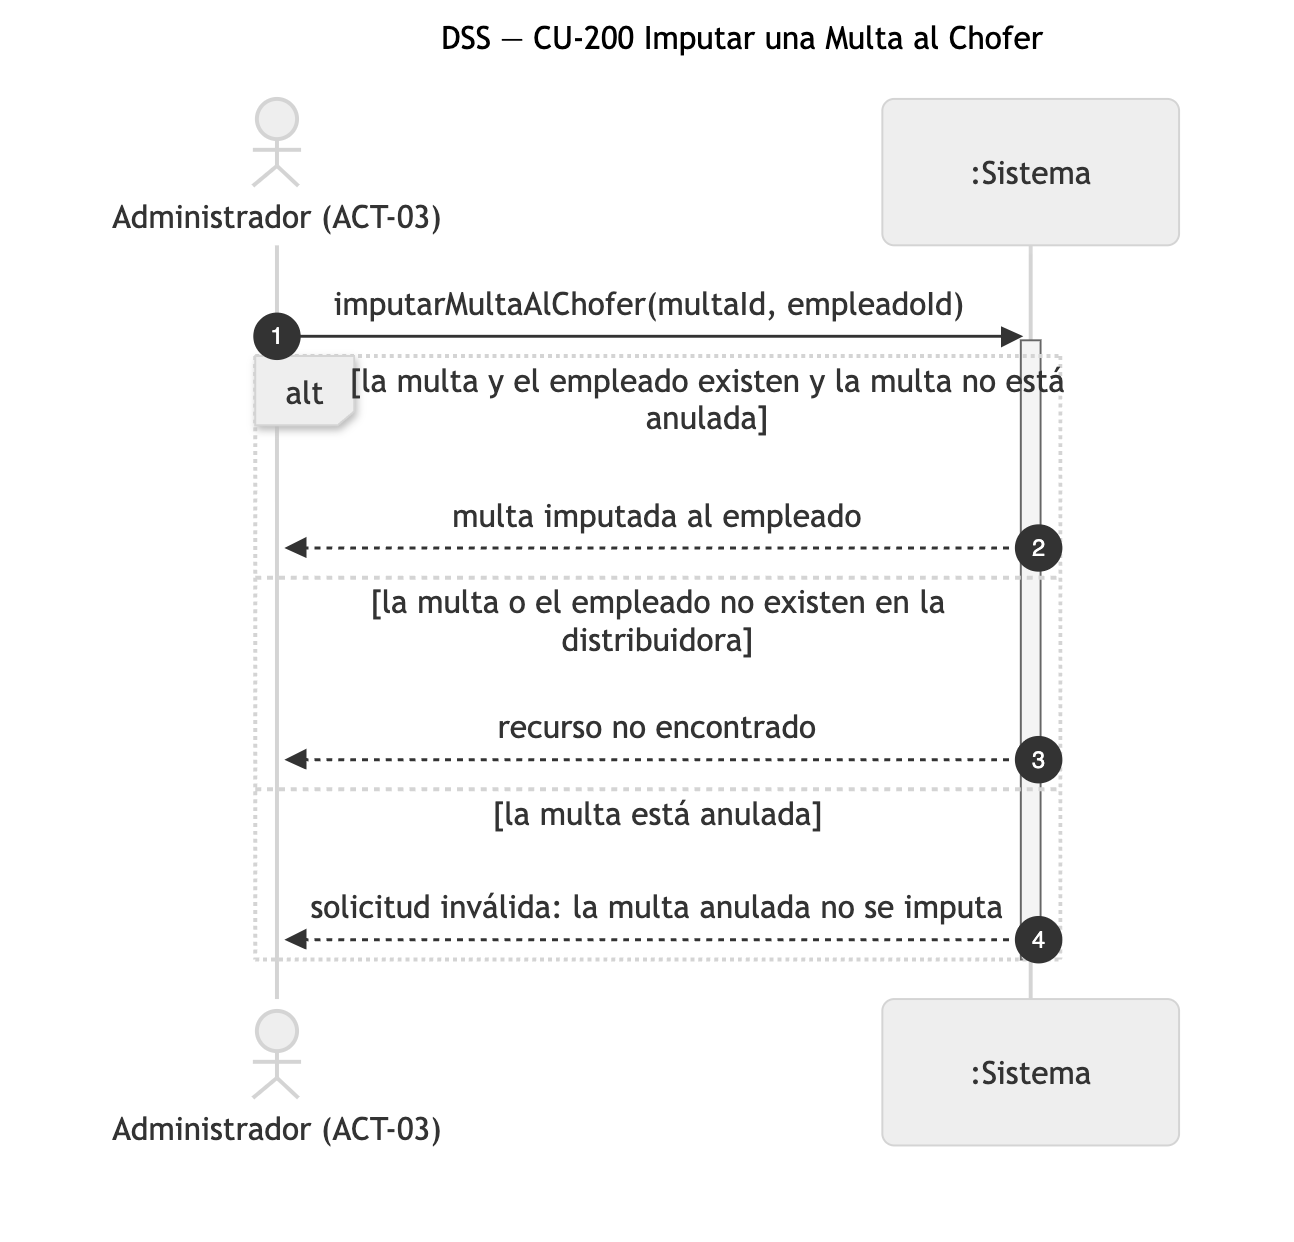 DSS — CU-200 Imputar una Multa al Chofer
Administrador (ACT-03)
:Sistema
imputarMultaAlChofer(multaId, empleadoId)
1
alt
[la multa y el empleado existen y la multa no está
anulada]
multa imputada al empleado
2
[la multa o el empleado no existen en la
distribuidora]
recurso no encontrado
3
[la multa está anulada]
solicitud inválida: la multa anulada no se imputa
4
Administrador (ACT-03)
:Sistema